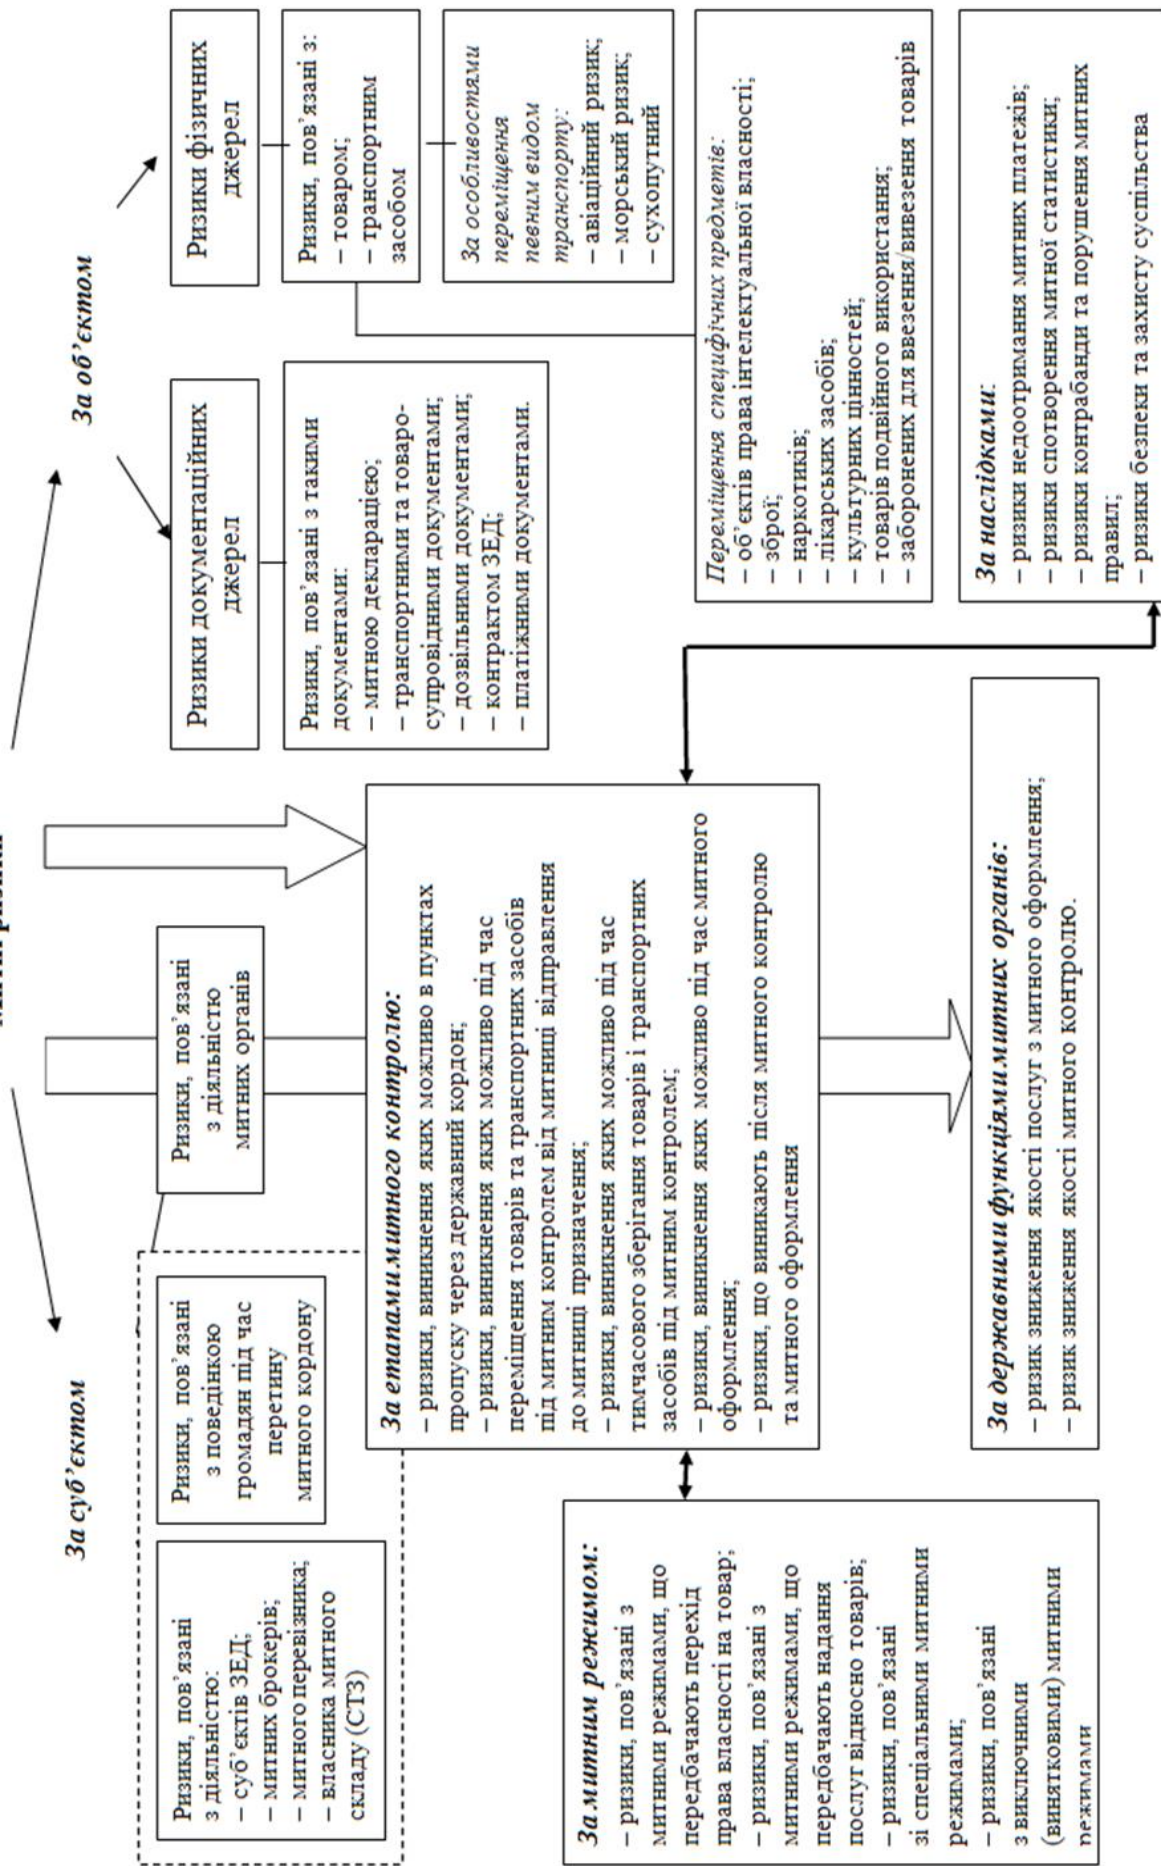 За суб’єктом
За об’єктом
Ризики, пов’язані
з діяльністю:
– суб’єктів ЗЕД;
– митних брокерів;
– митного перевізника;
– власника митного
складу (СТЗ)
Ризики, пов’язані
з поведінкою
громадян під час
перетину
митного кордону
Ризики, пов’язані
з діяльністю
митних органів
Ризики документаційних
джерел
Ризики, пов’язані з такими
документами:
– митною декларацією;
– транспортними та товаро-
супровідними документами;
– дозвільними документами;
– контрактом ЗЕД;
– платіжними документами.
Ризики фізичних
джерел
Ризики, пов’язані з:
– товаром;
– транспортним
засобом
За особливостями
переміщення
певним видом
транспорту:
– авіаційний ризик;
– морський ризик;
– сухопутний
Переміщення специфічних предметів:
– об’єктів права інтелектуальної власності;
– зброї;
– наркотиків;
– лікарських засобів;
– культурних цінностей;
– товарів подвійного використання;
– заборонених для ввезення/вивезення товарів
За етапами митного контролю:
– ризики, виникнення яких можливо в пунктах
пропуску через державний кордон;
– ризики, виникнення яких можливо під час
переміщення товарів та транспортних засобів
під митним контролем від митниці відправлення
до митниці призначення;
– ризики, виникнення яких можливо під час
тимчасового зберігання товарів і транспортних
засобів під митним контролем;
– ризики, виникнення яких можливо під час митного
оформлення;
– ризики, що виникають після митного контролю
та митного оформлення
За митним режимом:
– ризики, пов’язані з
митними режимами, що
передбачають перехід
права власності на товар;
– ризики, пов’язані з
митними режимами, що
передбачають надання
послуг відносно товарів;
– ризики, пов’язані
зі спеціальними митними
режимами;
– ризики, пов’язані
з виключними
(винятковими) митними
режимами
За державними функціями митних органів:
– ризик зниження якості послуг з митного оформлення;
– ризик зниження якості митного контролю.
За наслідками:
– ризики недоотримання митних платежів;
– ризики спотворення митної статистики;
– ризики контрабанди та порушення митних
правил;
– ризики безпеки та захисту суспільства